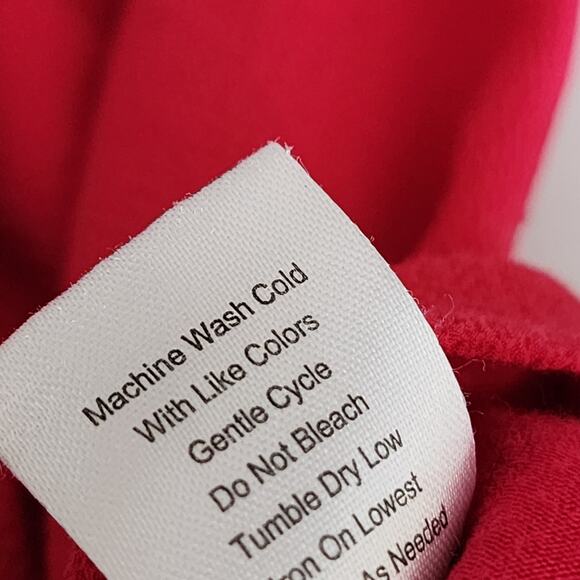 Machine Wash Cold
With Like Colors
Gentle Cycle
Do Not Bleach
Tumble Dry Low
Iron On Lowest
As Needed